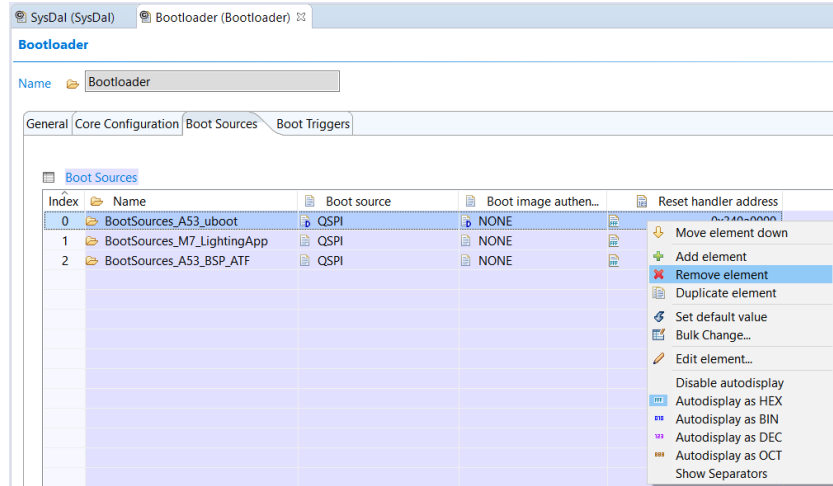 SysDal (SysDal) Bootloader (Bootloader)
Bootloader
Name Bootloader
General Core Configuration Boot Sources Boot Triggers
Boot Sources
Index Name Boot source Boot image authen... Reset handler address
0 BootSources_A53_uboot QSPI NONE 0x340a0000
1 BootSources_M7_LightingApp QSPI NONE
2 BootSources_A53_BSP_ATF QSPI NONE
Move element down
Add element
Remove element
Duplicate element
Set default value
Bulk Change...
Edit element...
Disable autodisplay
Autodisplay as HEX
Autodisplay as BIN
Autodisplay as DEC
Autodisplay as OCT
Show Separators